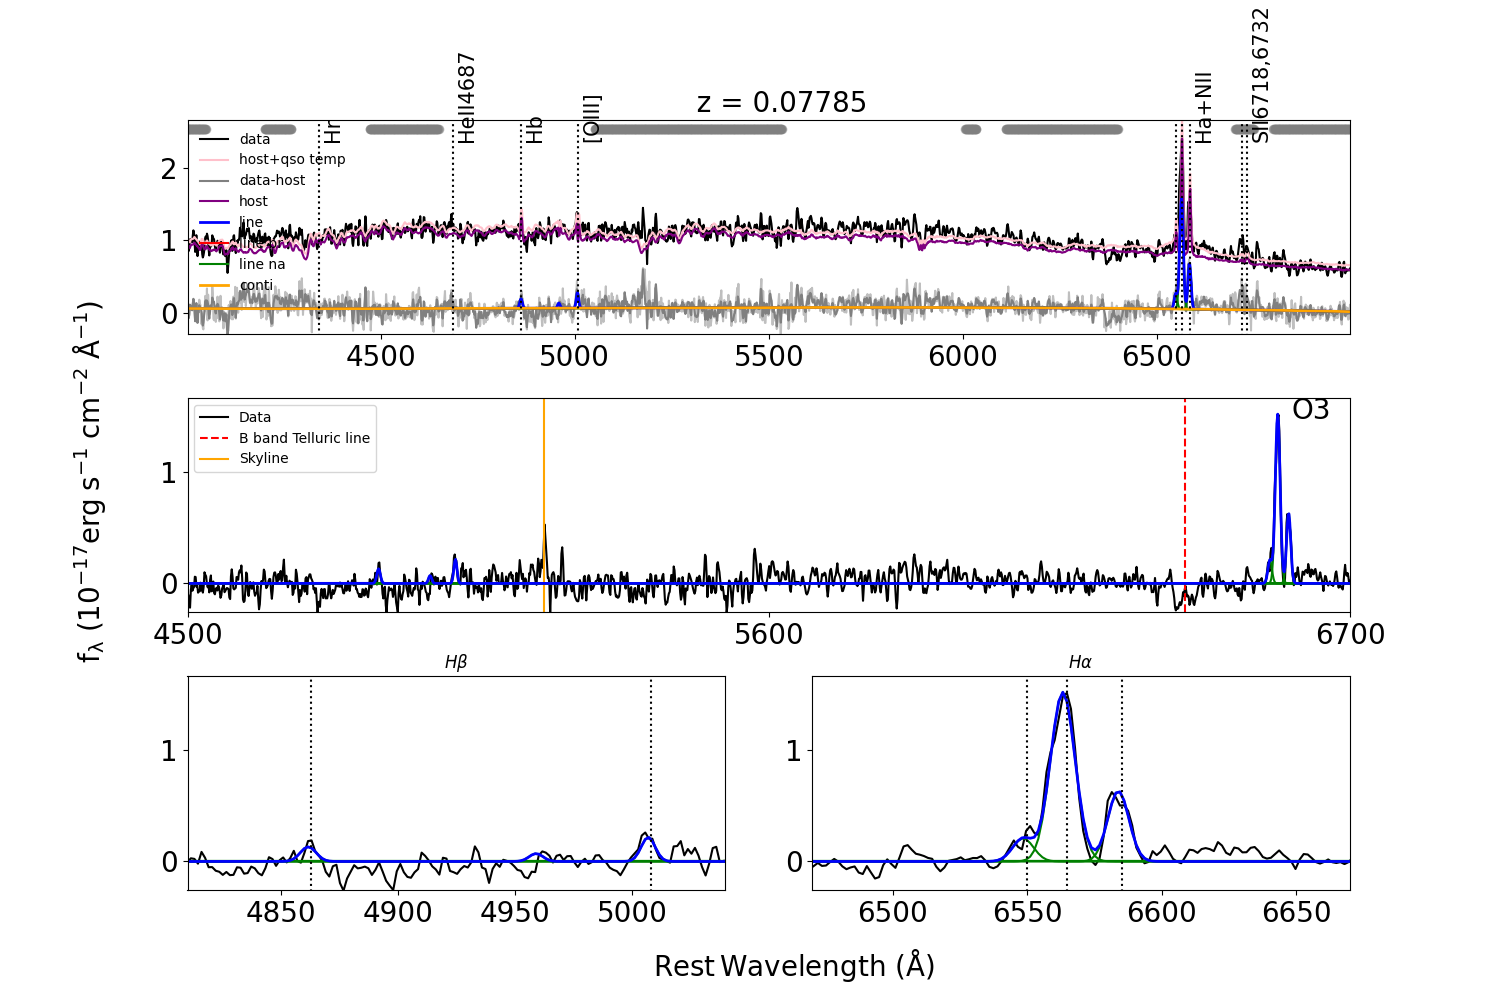 z = 0.07785
Hr
HeII4687
Hb
[OIII]
Ha+NII
SII6718,6732
data
host+qso temp
data-host
host
line
line na
conti
2
1
0
4500
5000
5500
6000
6500
f_λ (10^{-17} erg s^{-1} cm^{-2} Å^{-1})
Data
B band Telluric line
Skyline
O3
1
0
4500
5600
6700
Hβ
1
0
4850
4900
4950
5000
Hα
1
0
6500
6550
6600
6650
Rest Wavelength (Å)